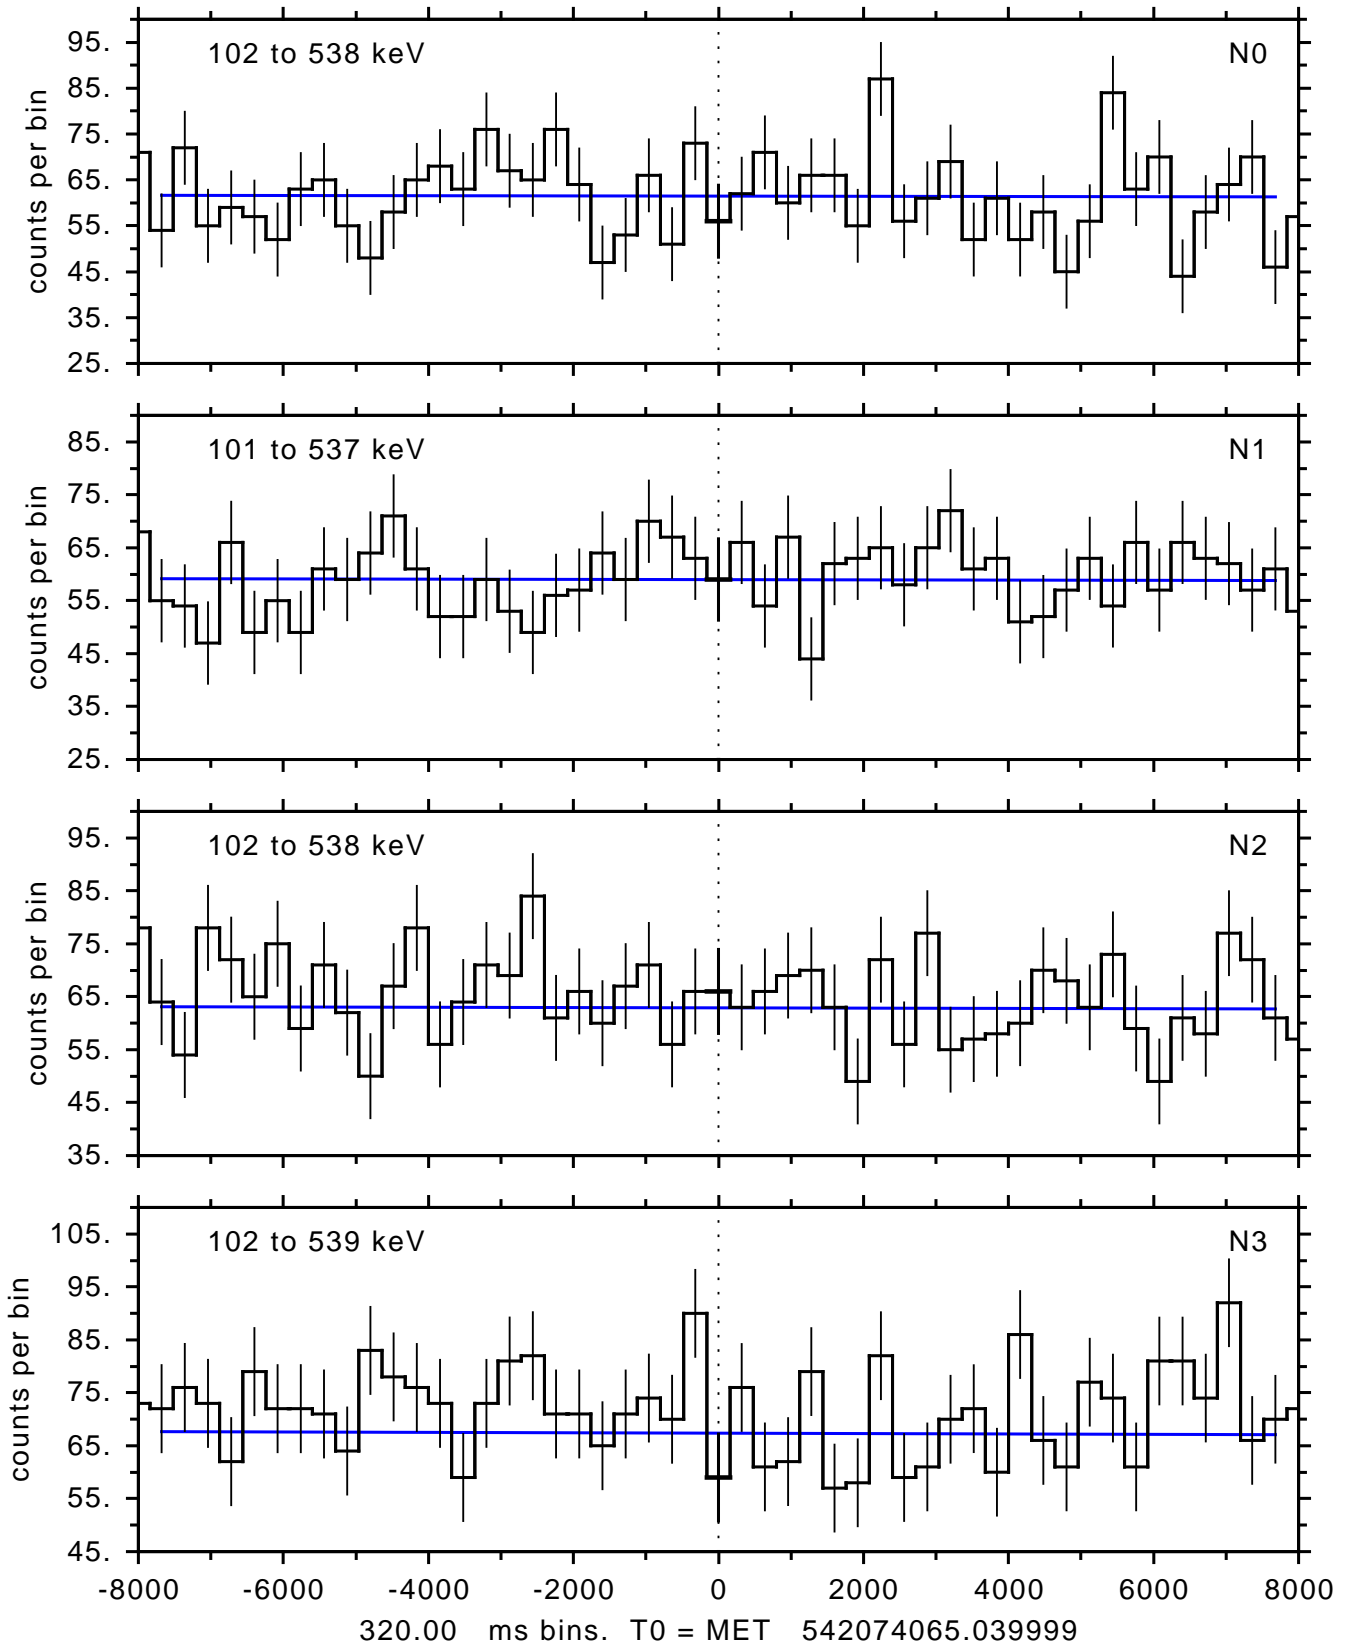 102 to 538 keV N0
95.
85.
75.
65.
55.
45.
35.
25.
counts per bin
101 to 537 keV N1
85.
75.
65.
55.
45.
35.
25.
counts per bin
102 to 538 keV N2
95.
85.
75.
65.
55.
45.
35.
counts per bin
102 to 539 keV N3
105.
95.
85.
75.
65.
55.
45.
counts per bin
-8000 -6000 -4000 -2000 0 2000 4000 6000 8000
320.00 ms bins. T0 = MET 542074065.039999